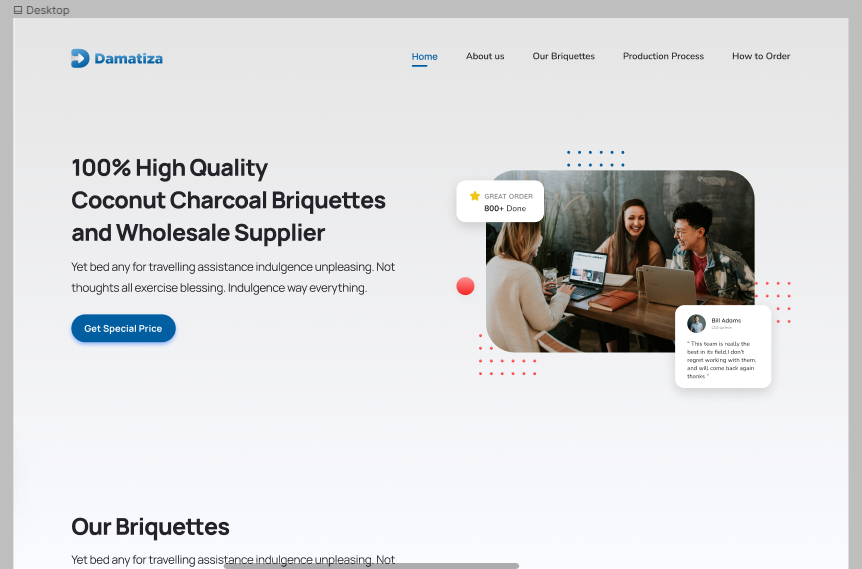 Desktop
Damatiza
Home About us Our Briquettes Production Process How to Order
100% High Quality
Coconut Charcoal Briquettes
and Wholesale Supplier
Yet bed any for travelling assistance indulgence unpleasing. Not
thoughts all exercise blessing. Indulgence way everything.
Get Special Price
GREAT ORDER
800+ Done
Bill Adams
" This team is really the
best in its field,I don't
regret working with them,
and will come back again
thanks "
Our Briquettes
Yet bed any for travelling assistance indulgence unpleasing. Not